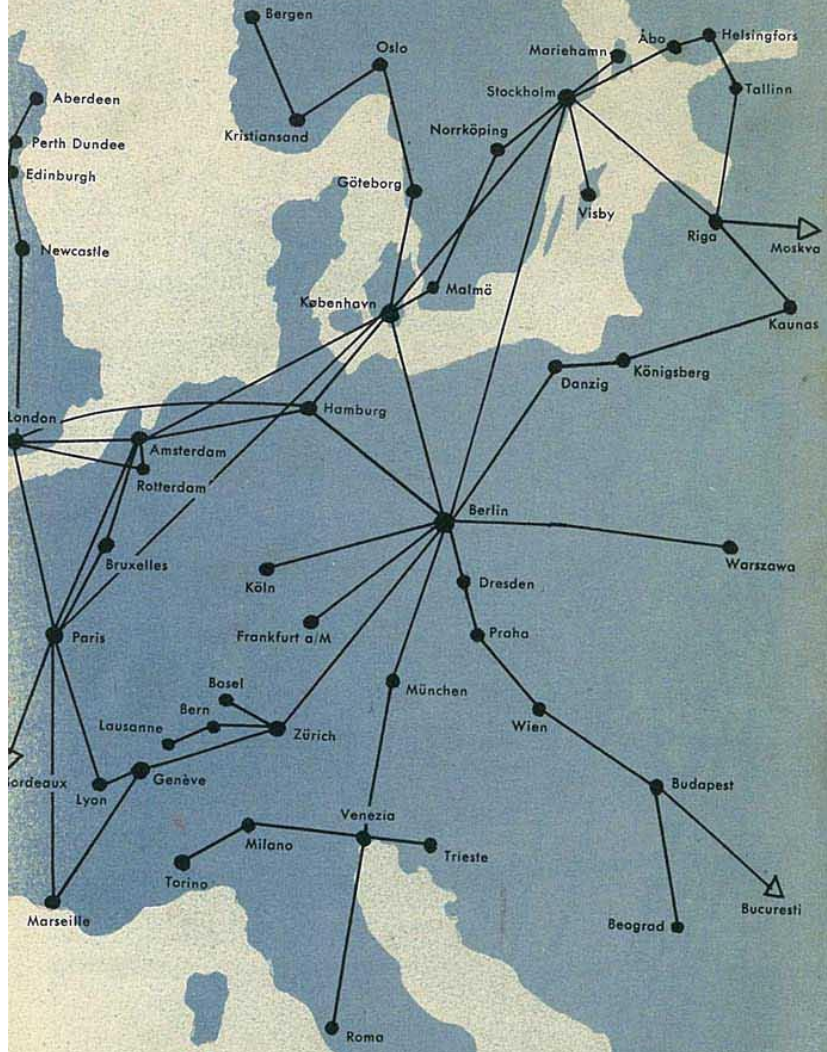 Bergen
Oslo
Mariehamn
Åbo
Helsingfors
Stockholm
Tallinn
Aberdeen
Kristiansand
Norrköping
Perth Dundee
Edinburgh
Göteborg
Visby
Riga
Moskva
Newcastle
Malmö
København
Kaunas
Königsberg
Danzig
Hamburg
London
Amsterdam
Rotterdam
Berlin
Bruxelles
Warszawa
Köln
Dresden
Paris
Frankfurt a/M
Praha
Basel
München
Bern
Lausanne
Zürich
Wien
Genève
ordeaux
Lyon
Budapest
Venezia
Milano
Trieste
Torino
Bucuresti
Marseille
Beograd
Roma